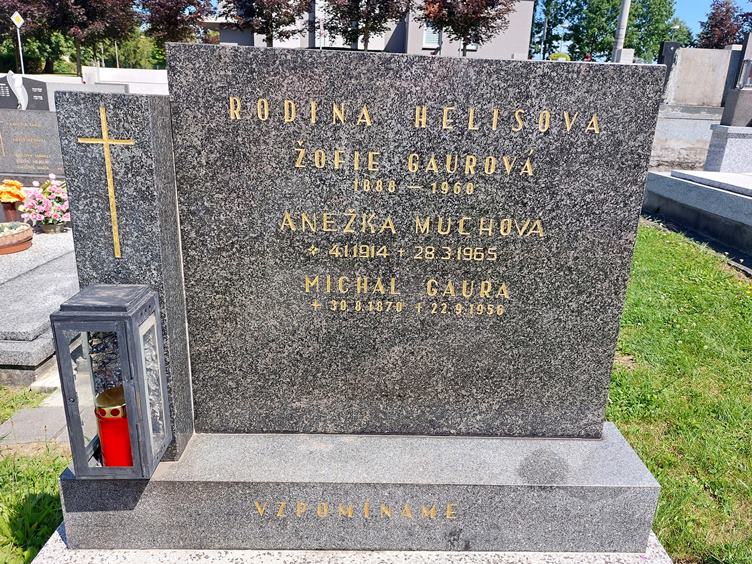 RODINA HELISOVA
ŽOFIE GAUROVÁ
1888 — 1960
ANEŽKA MUCHOVÁ
* 4.1.1914 + 28.3.1965
MICHAL GAURA
+ 30.8.1870 + 22.9.1956
VZPOMÍNÁME